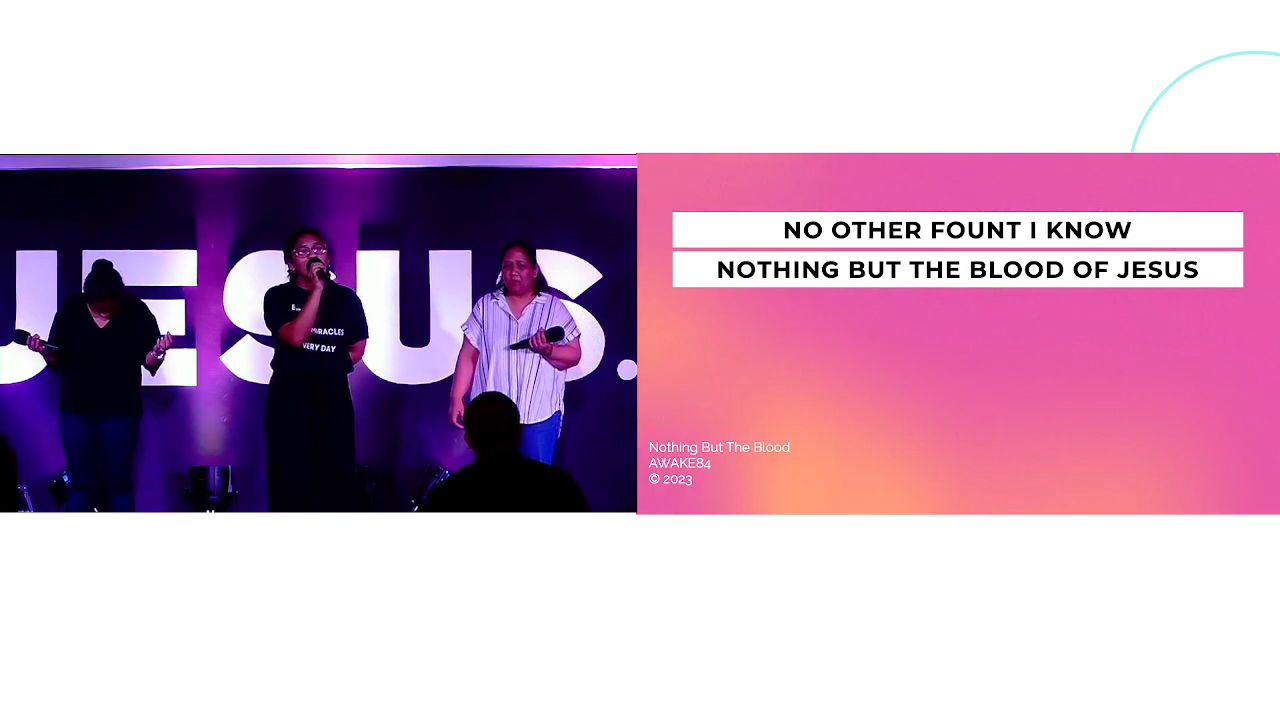 JESUS.
MIRACLES
VERY DAY
NO OTHER FOUNT I KNOW
NOTHING BUT THE BLOOD OF JESUS
Nothing But The Blood
AWAKE84
© 2023